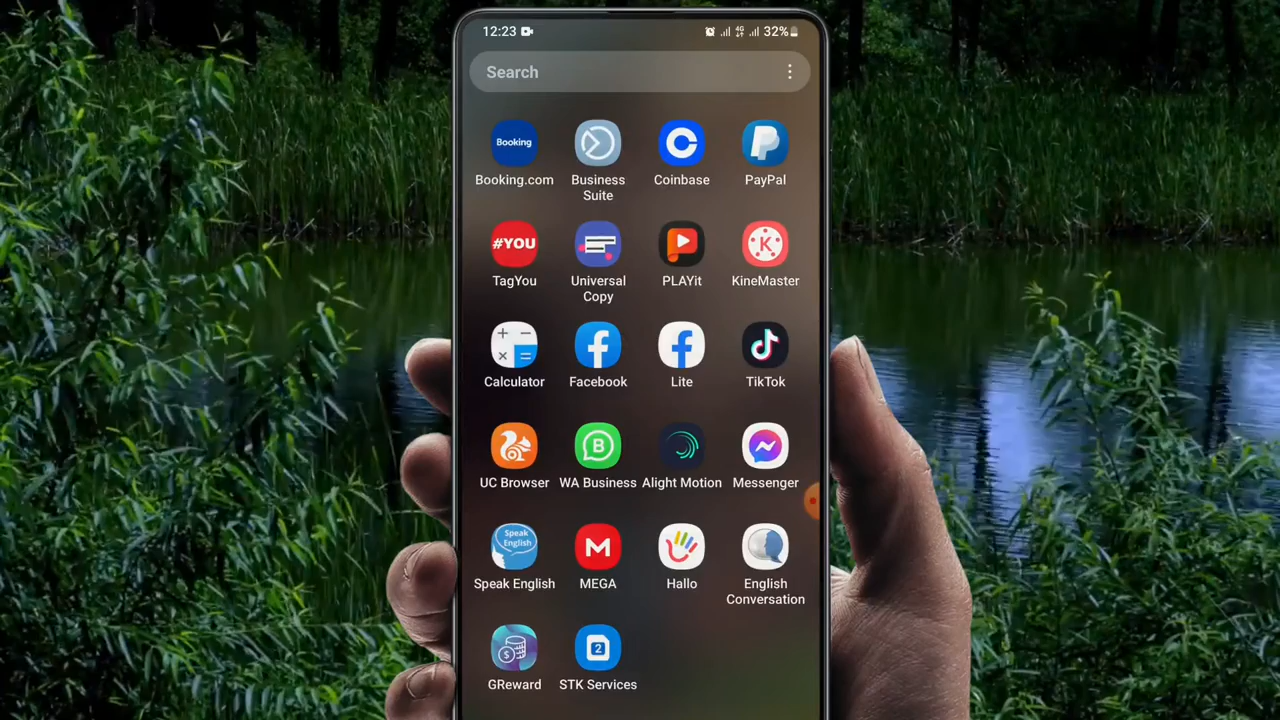 12:23
4G
32%
Search
Booking
Booking.com
Business
Suite
Coinbase
PayPal
#YOU
TagYou
Universal
Copy
PLAYit
K
KineMaster
Calculator
Facebook
Lite
TikTok
UC Browser
B
WA Business
Alight Motion
Messenger
Speak
English
Speak English
M
MEGA
Hallo
English
Conversation
$
GReward
2
STK Services